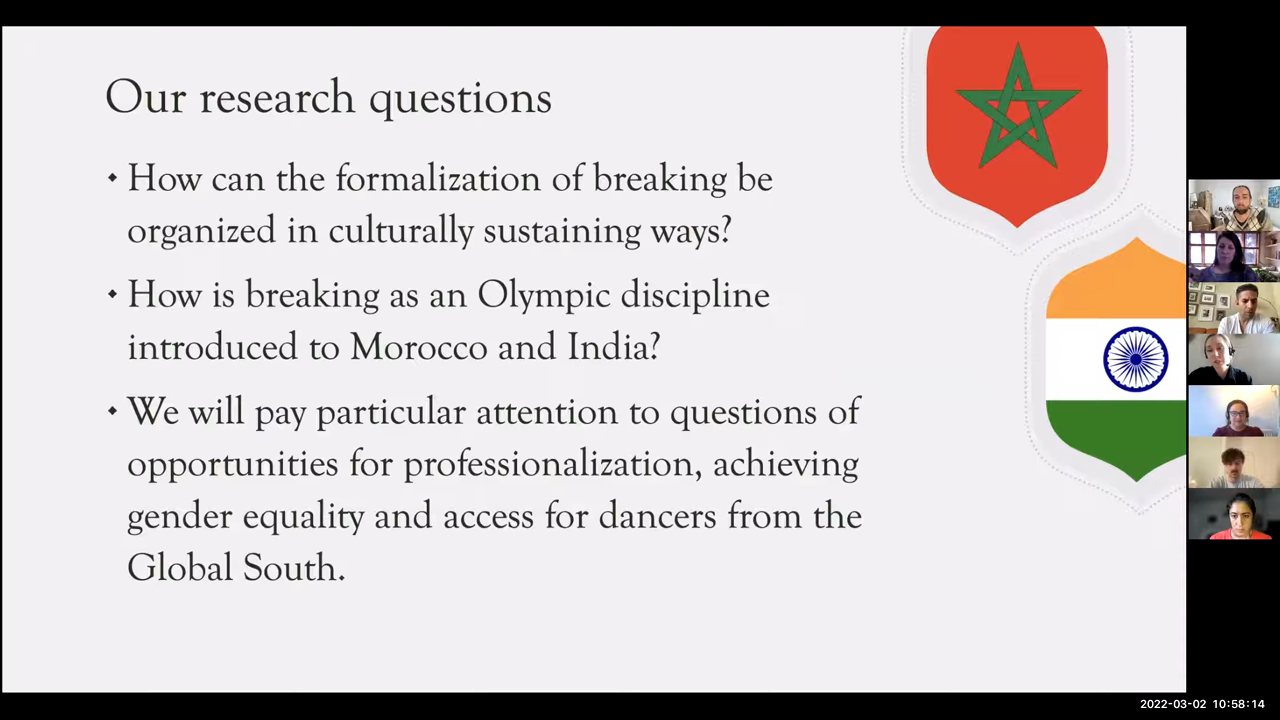 Our research questions
• How can the formalization of breaking be
organized in culturally sustaining ways?
• How is breaking as an Olympic discipline
introduced to Morocco and India?
• We will pay particular attention to questions of
opportunities for professionalization, achieving
gender equality and access for dancers from the
Global South.
2022-03-02 10:58:14